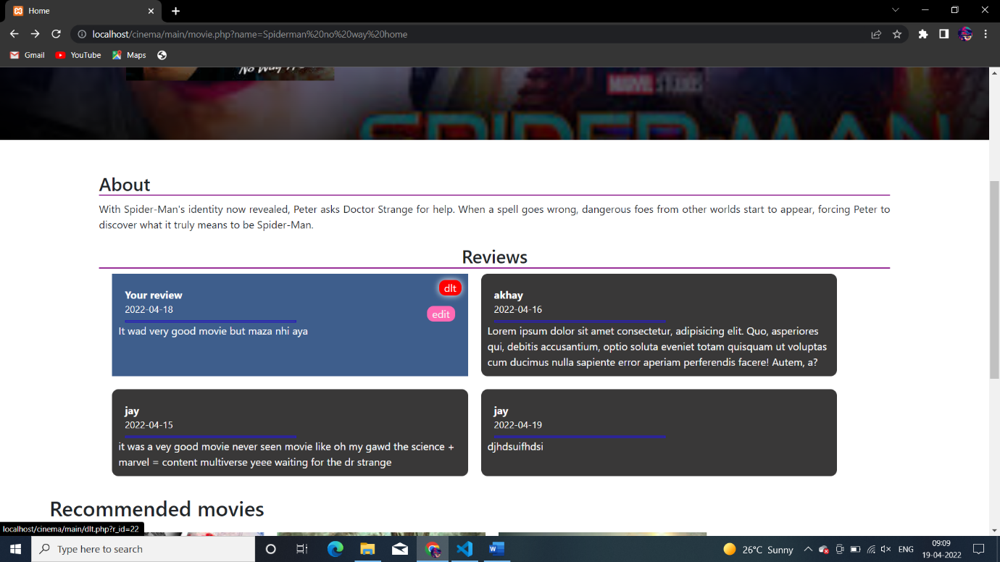 Home
localhost/cinema/main/movie.php?name=Spiderman%20no%20way%20home
Gmail
YouTube
Maps
No Way
MARVEL STUDIOS
SPIDER-MAN
About
With Spider-Man's identity now revealed, Peter asks Doctor Strange for help. When a spell goes wrong, dangerous foes from other worlds start to appear, forcing Peter to
discover what it truly means to be Spider-Man.
Reviews
Your review
2022-04-18
dlt
edit
It wad very good movie but maza nhi aya
akhay
2022-04-16
Lorem ipsum dolor sit amet consectetur, adipisicing elit. Quo, asperiores
qui, debitis accusantium, optio soluta eveniet totam quisquam ut voluptas
cum ducimus nulla sapiente error aperiam perferendis facere! Autem, a?
jay
2022-04-15
it was a vey good movie never seen movie like oh my gawd the science +
marvel = content multiverse yeee waiting for the dr strange
jay
2022-04-19
djhdsuifhdsi
Recommended movies
localhost/cinema/main/dlt.php?r_id=22
Type here to search
26°C Sunny
ENG
09:09
19-04-2022